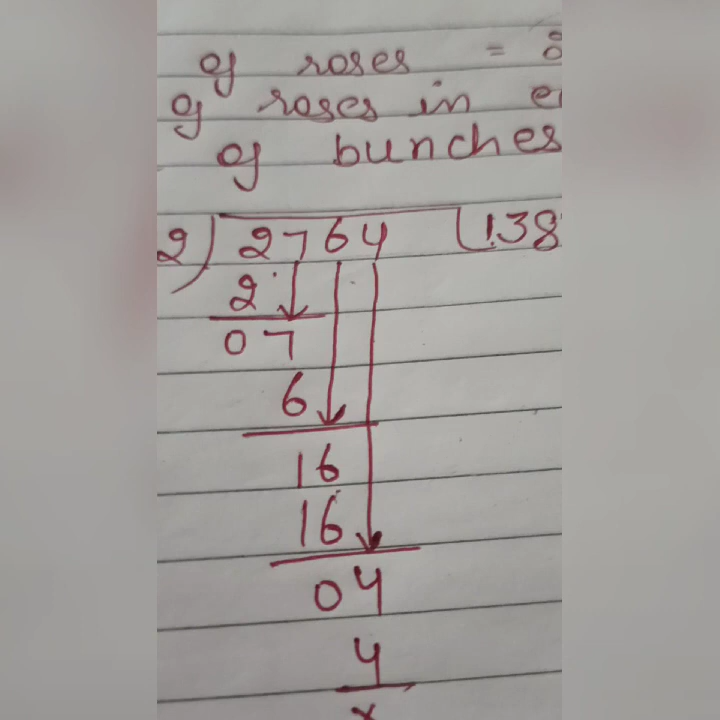 of roses =
of roses in
of bunches
2) 2764 (138
2
07
6
16
16
04
4
x